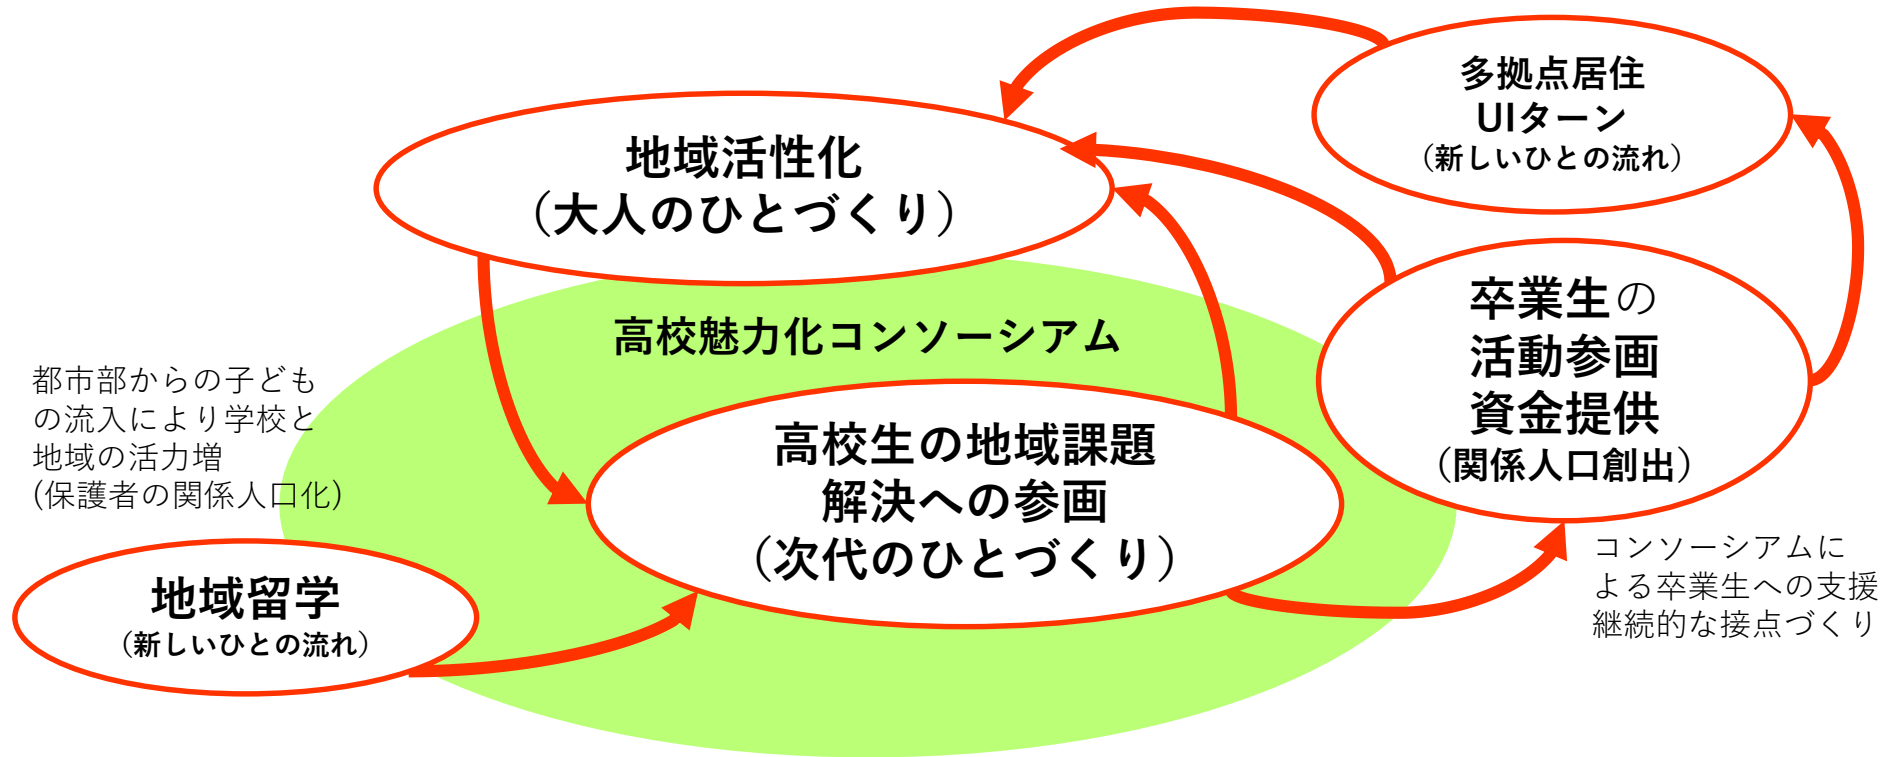 多拠点居住
UIターン
（新しいひとの流れ）
地域活性化
（大人のひとづくり）
卒業生の
活動参画
資金提供
（関係人口創出）
高校魅力化コンソーシアム
都市部からの子ども
の流入により学校と
地域の活力増
(保護者の関係人口化)
高校生の地域課題
解決への参画
（次代のひとづくり）
地域留学
（新しいひとの流れ）
コンソーシアムに
よる卒業生への支援
継続的な接点づくり